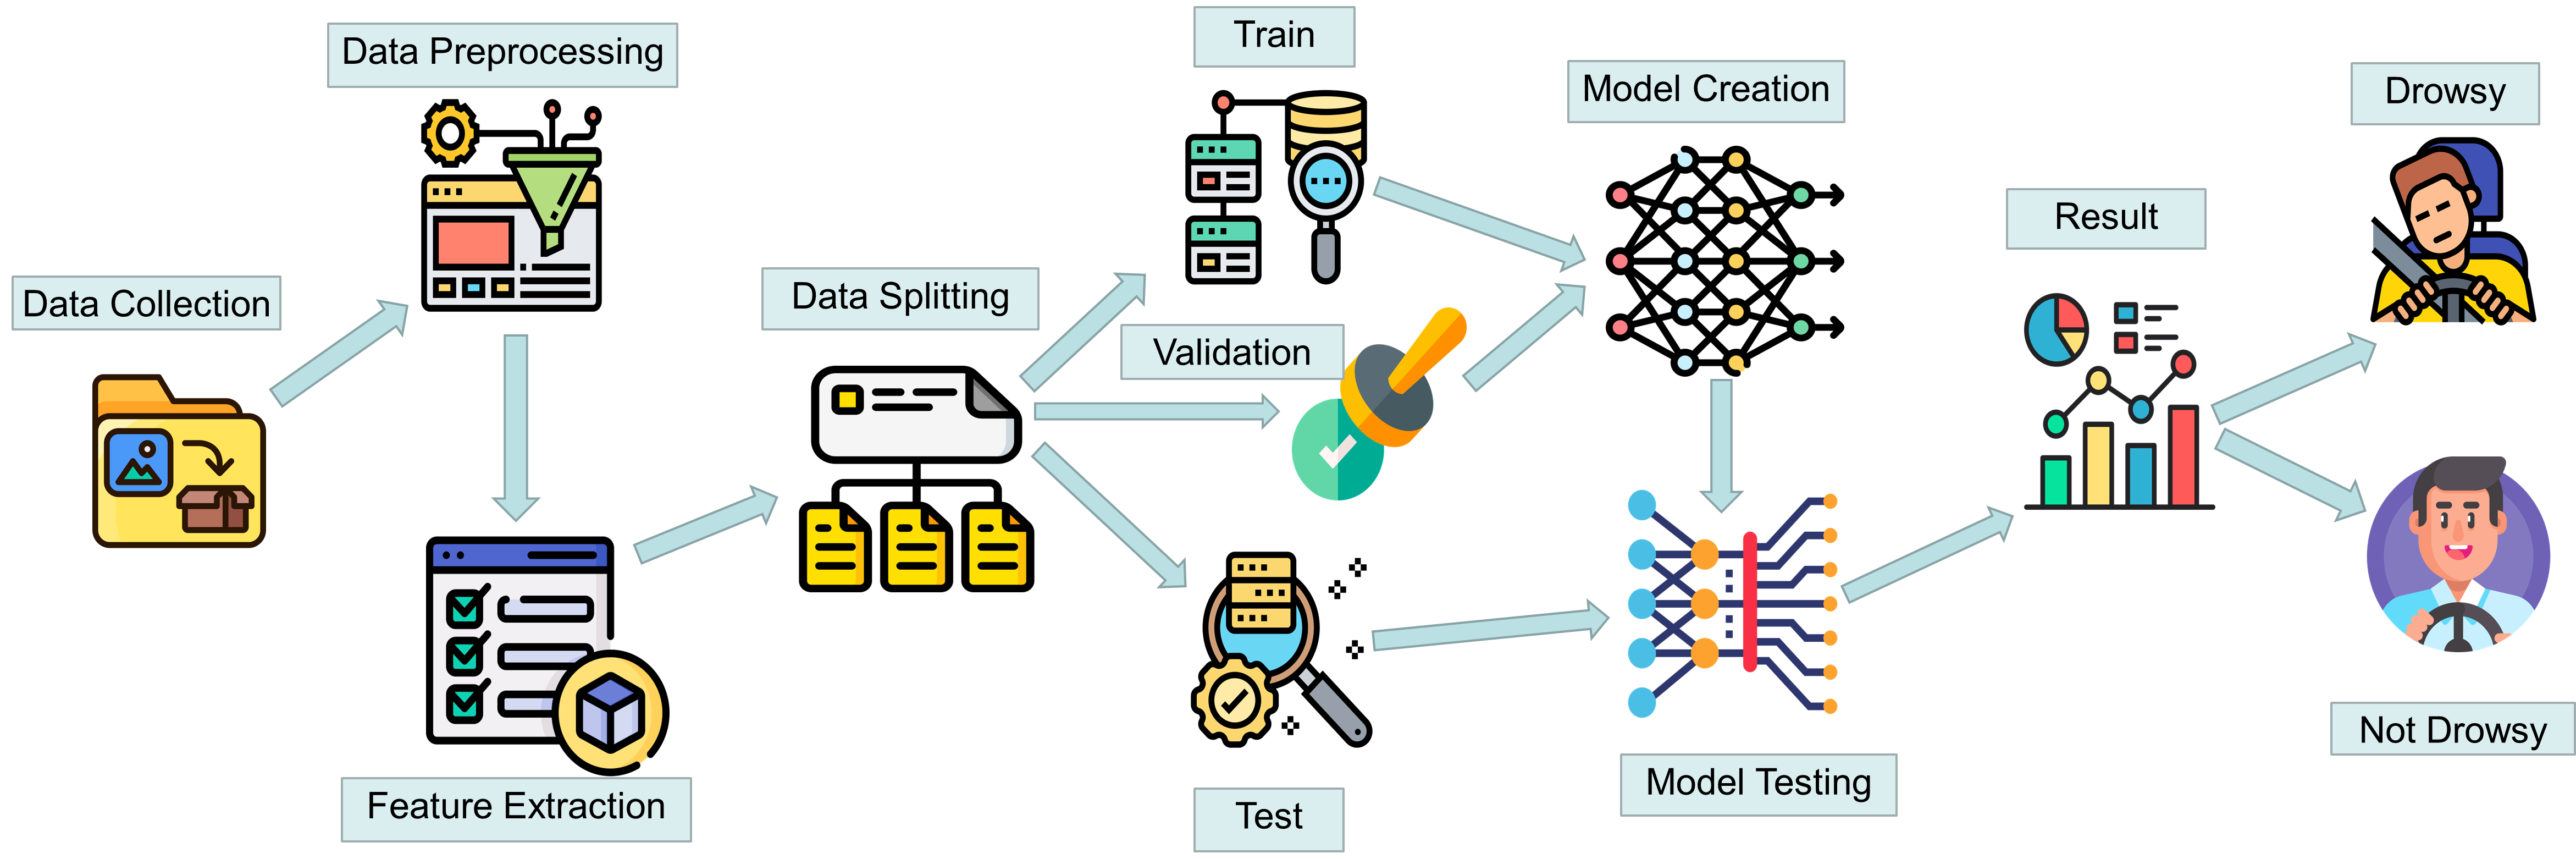 Data Collection
Data Preprocessing
Feature Extraction
Data Splitting
Train
Validation
Test
Model Creation
Model Testing
Result
Drowsy
Not Drowsy